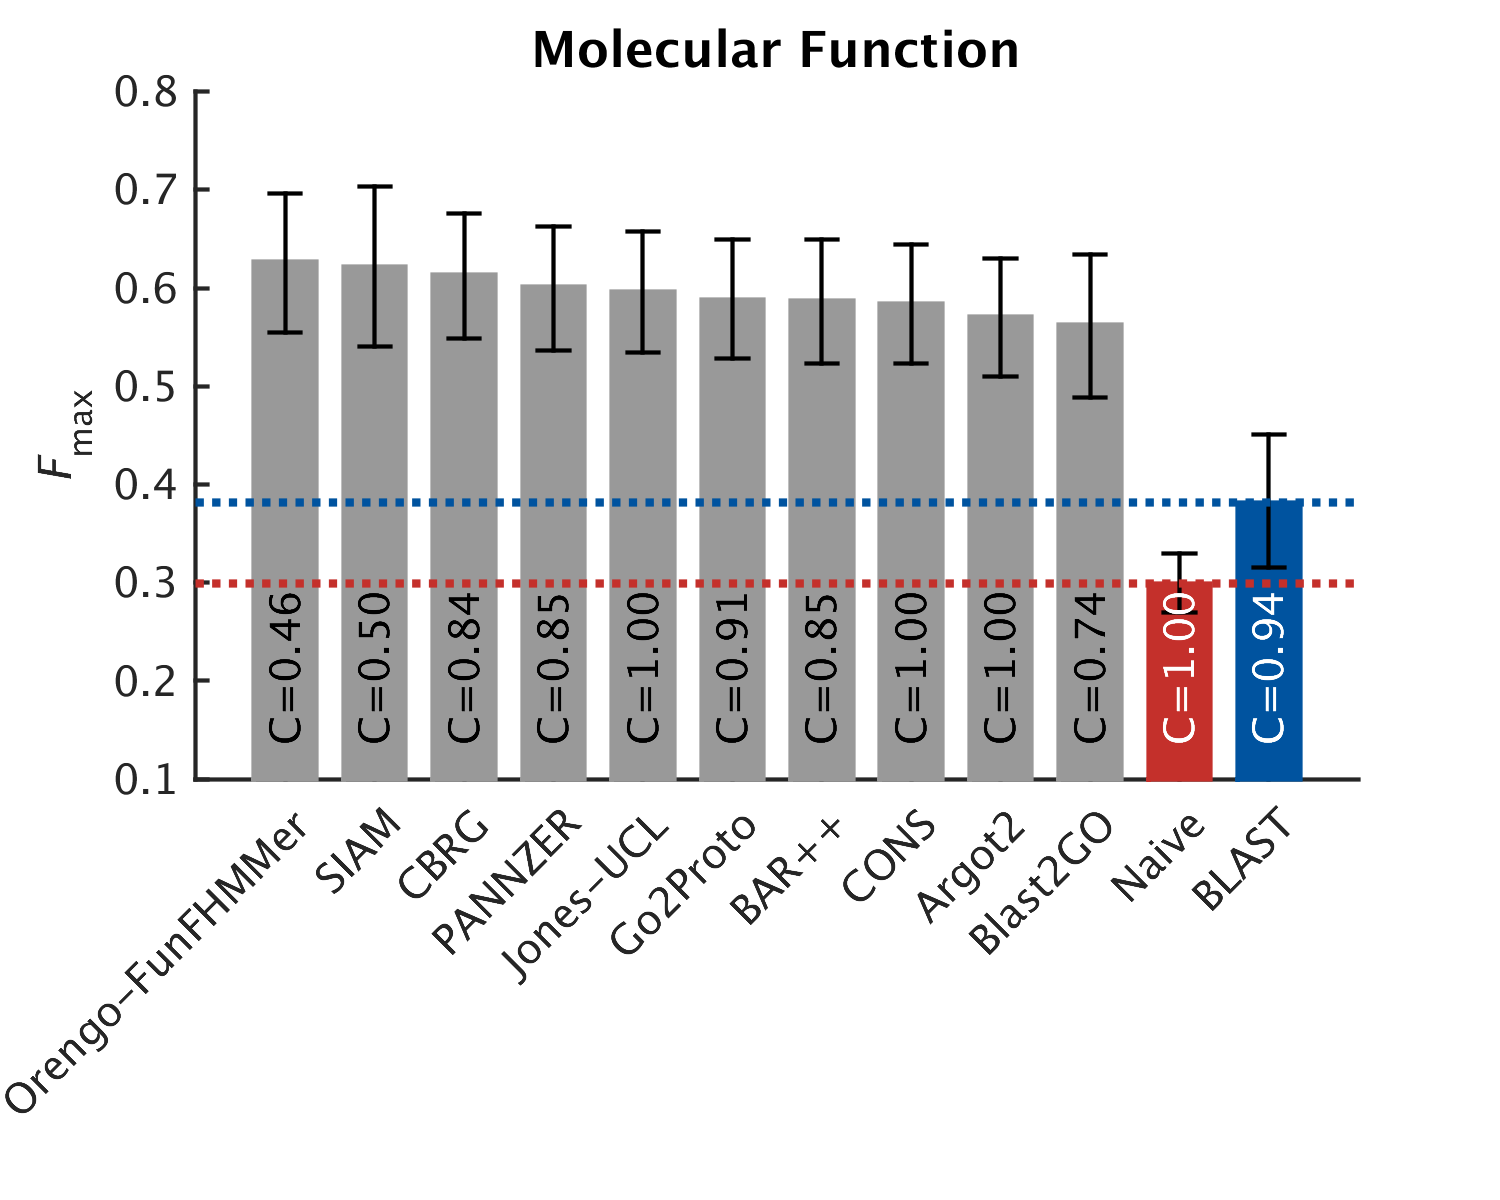 Molecular Function
0.8
0.7
0.6
0.5
0.4
0.3
0.2
0.1
Fmax
C=0.46
C=0.50
C=0.84
C=0.85
C=1.00
C=0.91
C=0.85
C=1.00
C=1.00
C=0.74
C=1.00
C=0.94
Orengo-FunFHMMer
SIAM
CBRG
PANNZER
Jones-UCL
Go2Proto
BAR++
CONS
Argot2
Blast2GO
Naive
BLAST